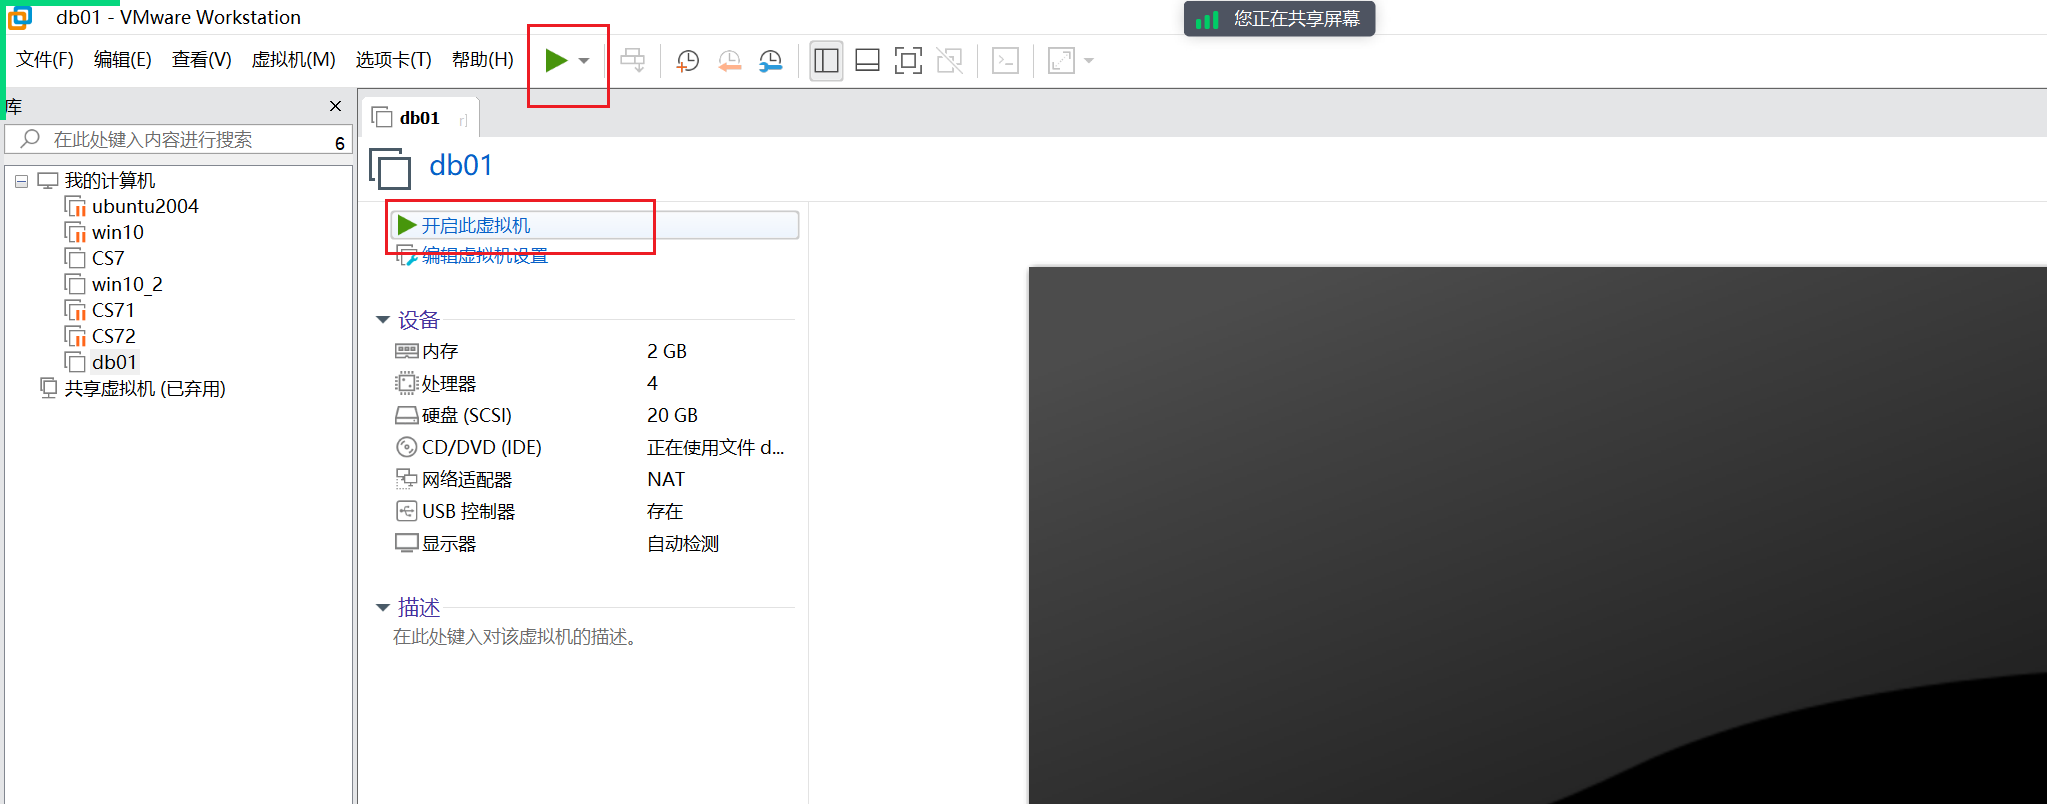 db01 - VMware Workstation
您正在共享屏幕
文件(F) 编辑(E) 查看(V) 虚拟机(M) 选项卡(T) 帮助(H)
库
在此处键入内容进行搜索 6
我的计算机
ubuntu2004
win10
CS7
win10_2
CS71
CS72
db01
共享虚拟机 (已弃用)
db01
db01
开启此虚拟机
编辑虚拟机设置
设备
内存 2 GB
处理器 4
硬盘 (SCSI) 20 GB
CD/DVD (IDE) 正在使用文件 d...
网络适配器 NAT
USB 控制器 存在
显示器 自动检测
描述
在此处键入对该虚拟机的描述。